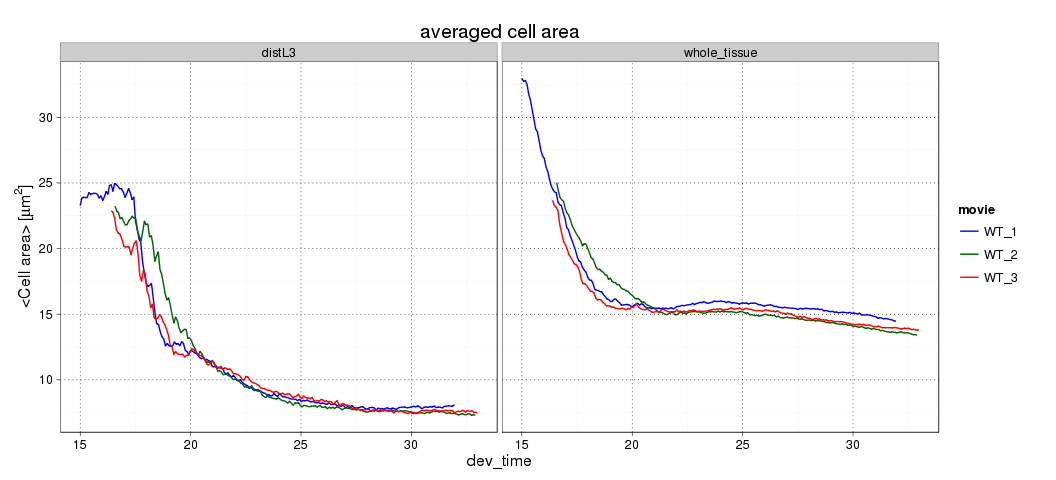 averaged cell area
distL3
whole_tissue
<Cell area> [µm²]
30
25
20
15
10
15
20
25
30
15
20
25
30
dev_time
movie
WT_1
WT_2
WT_3